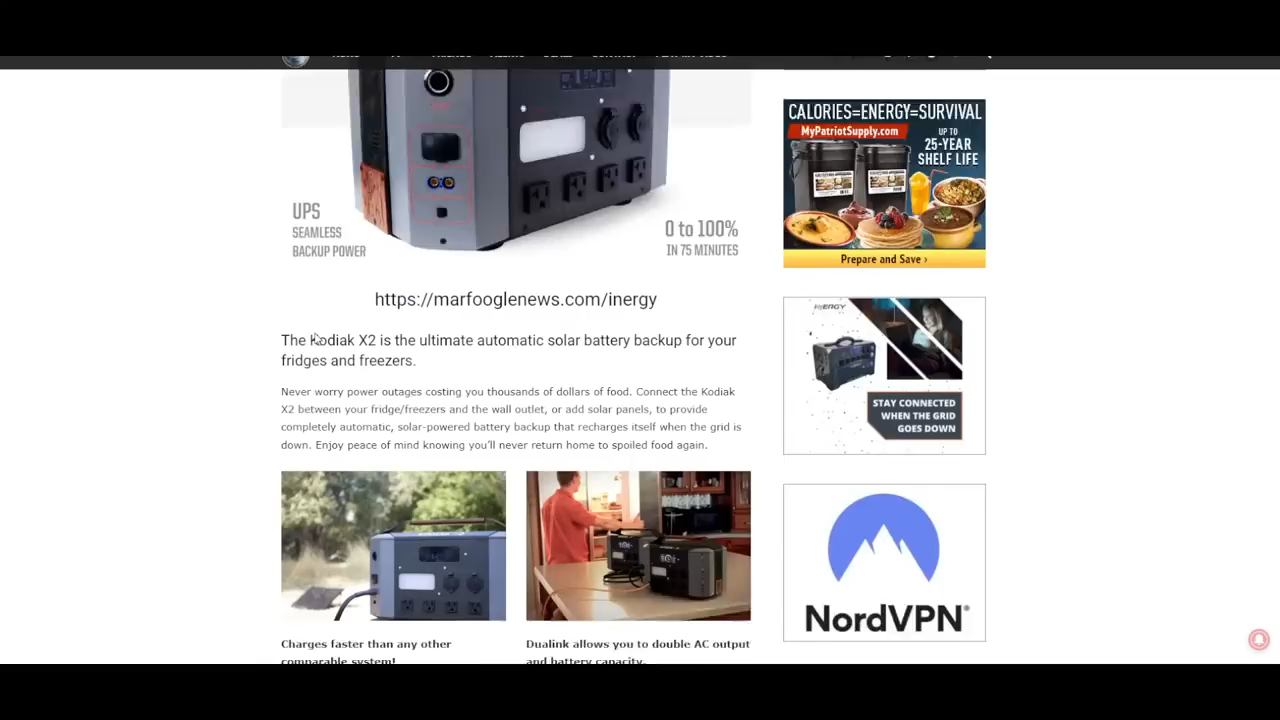 UPS
SEAMLESS
BACKUP POWER
0 to 100%
IN 75 MINUTES
https://marfooglenews.com/inergy
The Kodiak X2 is the ultimate automatic solar battery backup for your
fridges and freezers.
Never worry power outages costing you thousands of dollars of food. Connect the Kodiak
X2 between your fridge/freezers and the wall outlet, or add solar panels, to provide
completely automatic, solar-powered battery backup that recharges itself when the grid is
down. Enjoy peace of mind knowing you'll never return home to spoiled food again.
Charges faster than any other
comparable system!
Dualink allows you to double AC output
and battery capacity.
CALORIES=ENERGY=SURVIVAL
MyPatriotSupply.com
UP TO
25-YEAR
SHELF LIFE
Prepare and Save ›
INERGY
STAY CONNECTED
WHEN THE GRID
GOES DOWN
NordVPN®